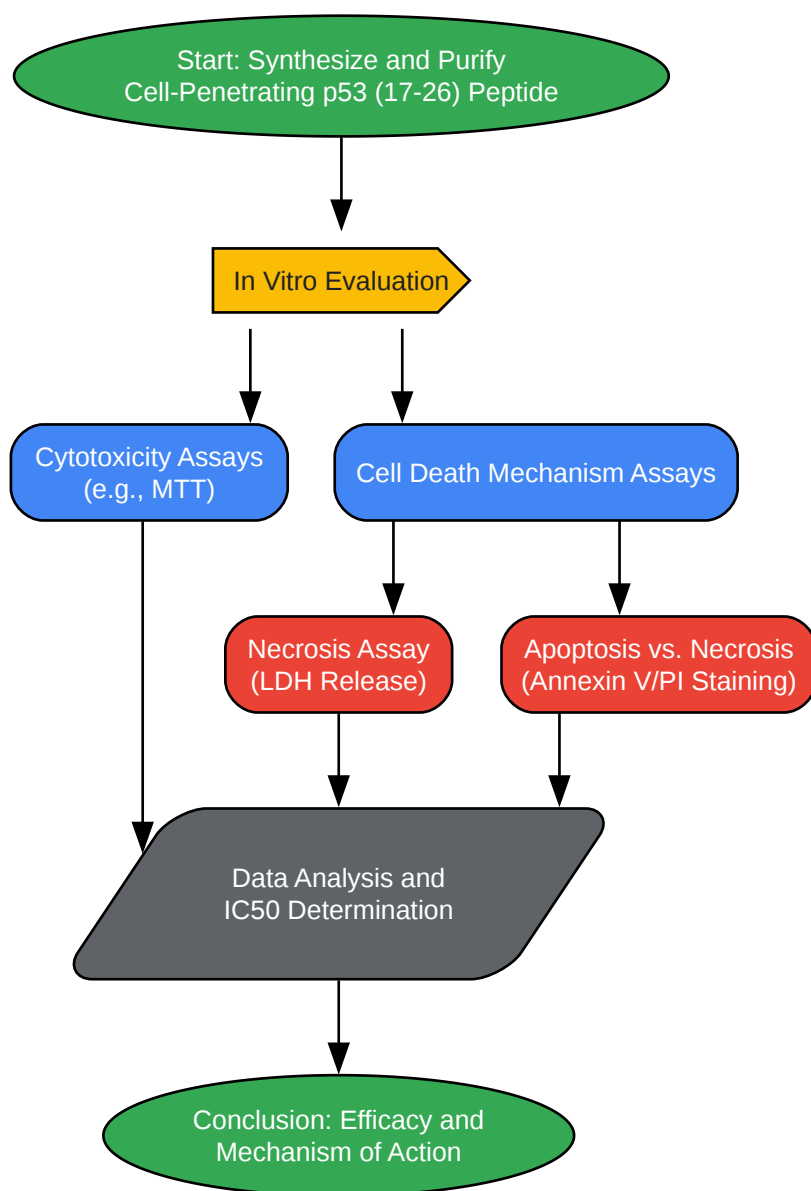 Start: Synthesize and Purify
Cell-Penetrating p53 (17-26) Peptide
In Vitro Evaluation
Cytotoxicity Assays
(e.g., MTT)
Cell Death Mechanism Assays
Necrosis Assay
(LDH Release)
Apoptosis vs. Necrosis
(Annexin V/PI Staining)
Data Analysis and
IC50 Determination
Conclusion: Efficacy and
Mechanism of Action